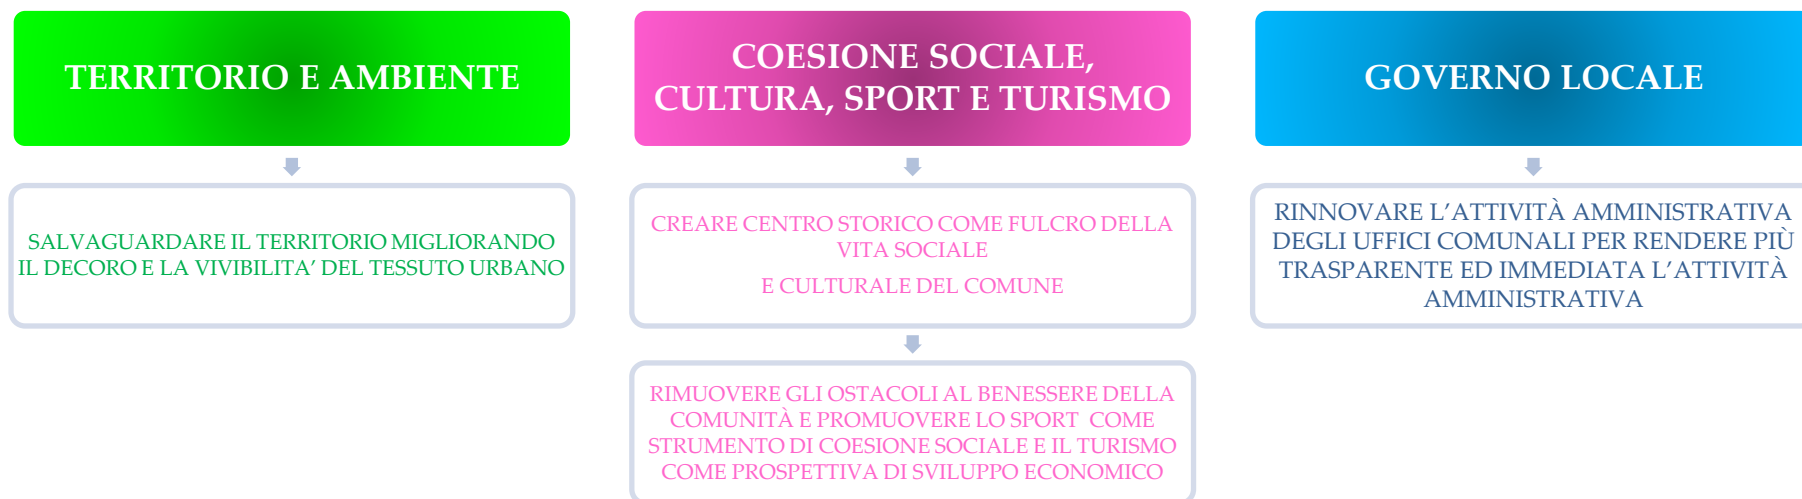 TERRITORIO E AMBIENTE
SALVAGUARDARE IL TERRITORIO MIGLIORANDO
IL DECORO E LA VIVIBILITA’ DEL TESSUTO URBANO
COESIONE SOCIALE,
CULTURA, SPORT E TURISMO
CREARE CENTRO STORICO COME FULCRO DELLA
VITA SOCIALE
E CULTURALE DEL COMUNE
RIMUOVERE GLI OSTACOLI AL BENESSERE DELLA
COMUNITÀ E PROMUOVERE LO SPORT COME
STRUMENTO DI COESIONE SOCIALE E IL TURISMO
COME PROSPETTIVA DI SVILUPPO ECONOMICO
GOVERNO LOCALE
RINNOVARE L’ATTIVITÀ AMMINISTRATIVA
DEGLI UFFICI COMUNALI PER RENDERE PIÙ
TRASPARENTE ED IMMEDIATA L’ATTIVITÀ
AMMINISTRATIVA